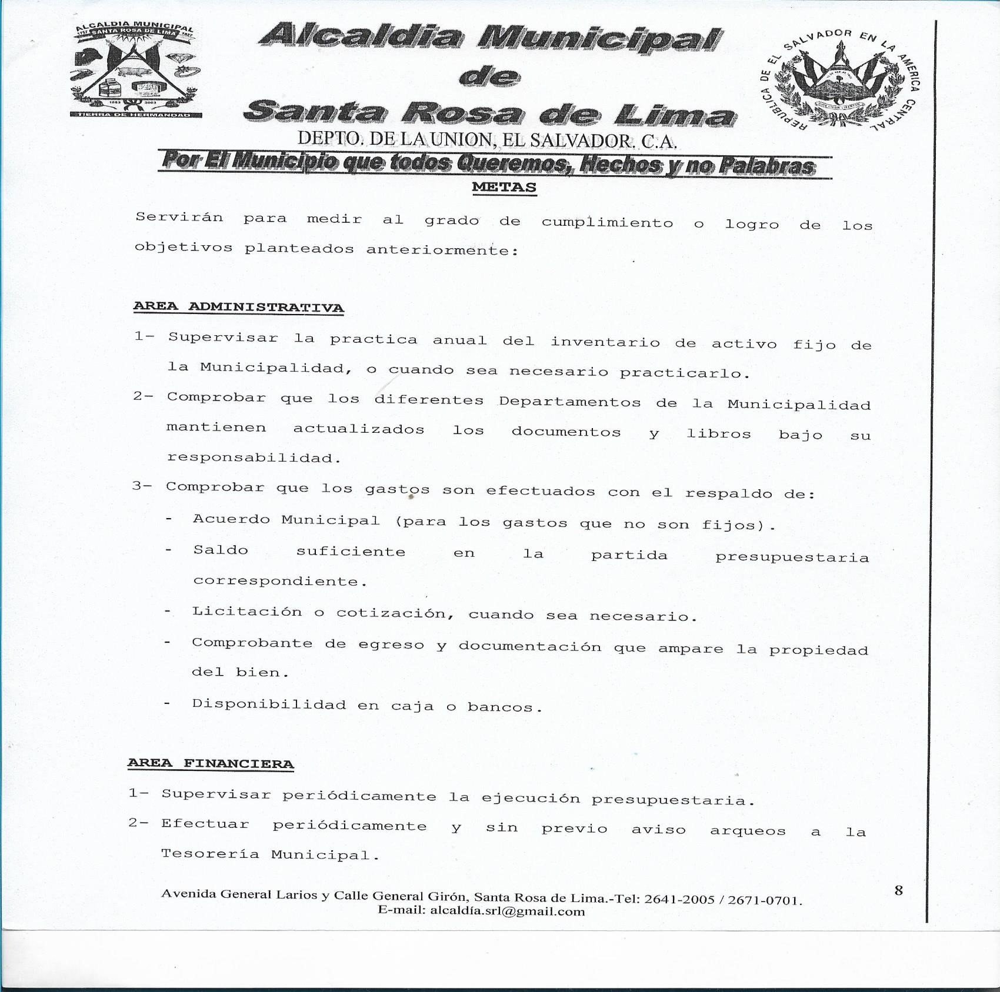 ALCALDIA MUNICIPAL
SANTA ROSA DE LIMA
TIERRA DE HERMANDAD
Alcaldia Municipal
de
Santa Rosa de Lima
REPUBLICA DE EL SALVADOR EN LA AMERICA CENTRAL
DEPTO. DE LA UNION, EL SALVADOR. C.A.
Por El Municipio que todos Queremos, Hechos y no Palabras
METAS
Servirán para medir al grado de cumplimiento o logro de los
objetivos planteados anteriormente:
AREA ADMINISTRATIVA
1- Supervisar la practica anual del inventario de activo fijo de
la Municipalidad, o cuando sea necesario practicarlo.
2- Comprobar que los diferentes Departamentos de la Municipalidad
mantienen actualizados los documentos y libros bajo su
responsabilidad.
3- Comprobar que los gastos son efectuados con el respaldo de:
- Acuerdo Municipal (para los gastos que no son fijos).
- Saldo suficiente en la partida presupuestaria
correspondiente.
- Licitación o cotización, cuando sea necesario.
- Comprobante de egreso y documentación que ampare la propiedad
del bien.
- Disponibilidad en caja o bancos.
AREA FINANCIERA
1- Supervisar periódicamente la ejecución presupuestaria.
2- Efectuar periódicamente y sin previo aviso arqueos a la
Tesorería Municipal.
8
Avenida General Larios y Calle General Girón, Santa Rosa de Lima.-Tel: 2641-2005 / 2671-0701.
E-mail: alcaldía.srl@gmail.com